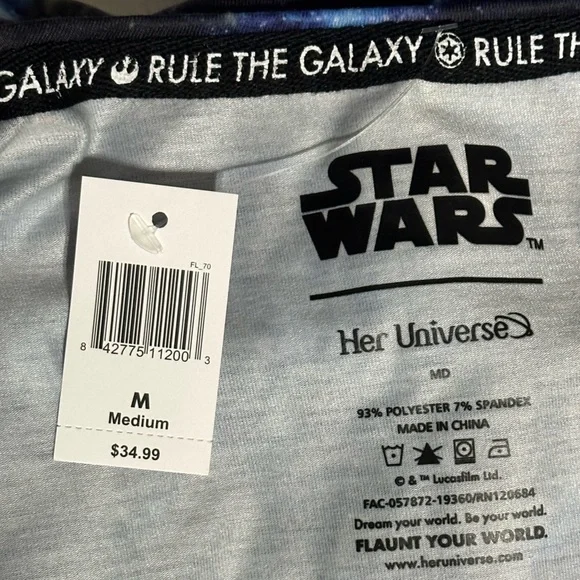 GALAXY RULE THE GALAXY RULE T
STAR
WARS™
Her Universe
MD
93% POLYESTER 7% SPANDEX
MADE IN CHINA
© & ™ Lucasfilm Ltd.
FAC-057872-19360/RN120684
Dream your world. Be your world.
FLAUNT YOUR WORLD.
www.heruniverse.com
FL_70
8 42775 11200 3
M
Medium
$34.99